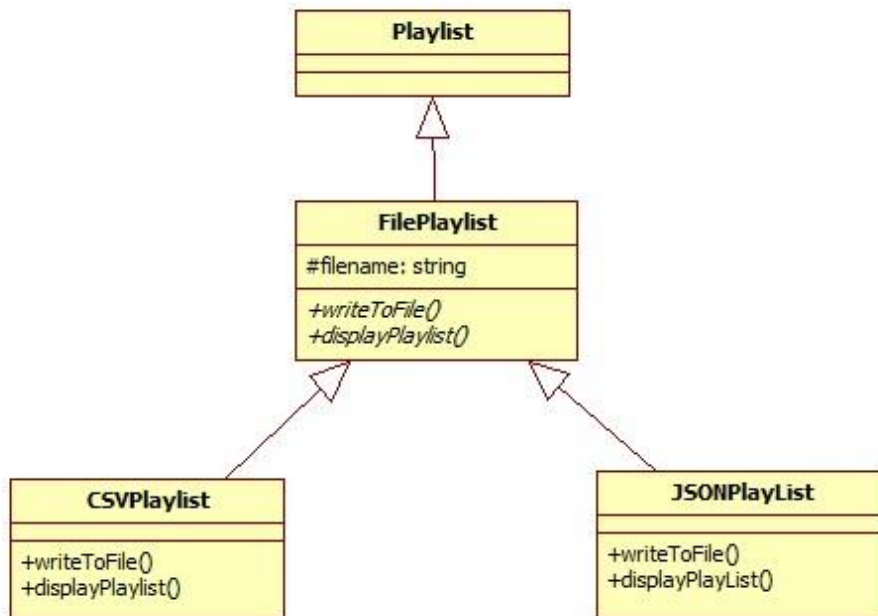 Playlist
FilePlaylist
#filename: string
+writeToFile()
+displayPlaylist()
CSVPlaylist
+writeToFile()
+displayPlaylist()
JSONPlayList
+writeToFile()
+displayPlayList()